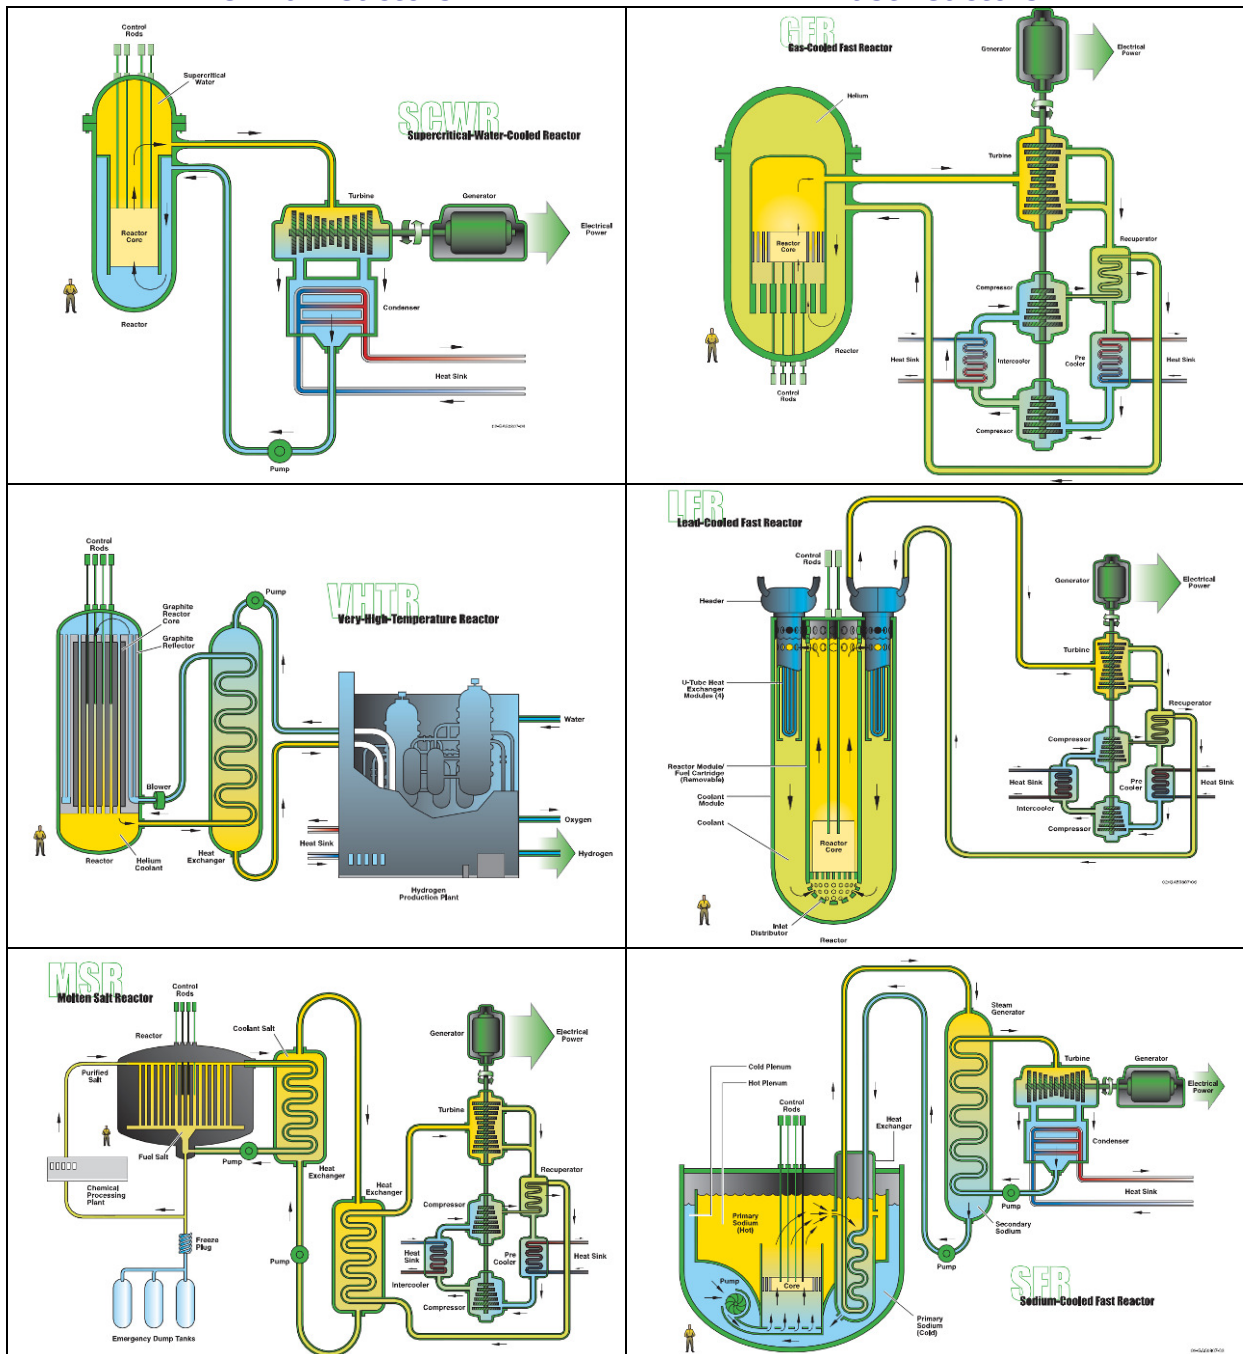 Control
Rods
Supercritical
Water
SCWR
Supercritical-Water-Cooled Reactor
Turbine
Generator
Electrical
Power
Reactor
Core
Condenser
Reactor
Heat Sink
Pump
GFR
Gas-Cooled Fast Reactor
Generator
Electrical
Power
Helium
Turbine
Reactor
Core
Recuperator
Compressor
Heat Sink
Intercooler
Pre
Cooler
Heat Sink
Reactor
Control
Rods
Compressor
Control
Rods
Pump
VHTR
Very-High-Temperature Reactor
Graphite
Reactor
Core
Graphite
Reflector
Water
Blower
Oxygen
Heat Sink
Hydrogen
Reactor
Helium
Coolant
Heat
Exchanger
Hydrogen
Production Plant
LFR
Lead-Cooled Fast Reactor
Control
Rods
Header
Generator
Electrical
Power
Turbine
U-Tube Heat
Exchanger
Modules (4)
Recuperator
Compressor
Reactor Module/
Fuel Cartridge
(Removable)
Coolant
Module
Coolant
Heat Sink
Pre
Cooler
Heat Sink
Intercooler
Compressor
Reactor
Core
Inlet
Distributor
Reactor
MSR
Molten Salt Reactor
Control
Rods
Coolant Salt
Reactor
Purified
Salt
Generator
Electrical
Power
Turbine
Fuel Salt
Pump
Heat
Exchanger
Chemical
Processing
Plant
Heat
Exchanger
Recuperator
Compressor
Freeze
Plug
Pump
Heat
Sink
Pre
Cooler
Heat Sink
Intercooler
Compressor
Emergency Dump Tanks
Steam
Generator
Turbine
Generator
Cold Plenum
Hot Plenum
Electrical
Power
Control
Rods
Heat
Exchanger
Condenser
Heat Sink
Pump
Primary
Sodium
(Hot)
Secondary
Sodium
Pump
Pump
Core
SFR
Sodium-Cooled Fast Reactor
Primary
Sodium
(Cold)